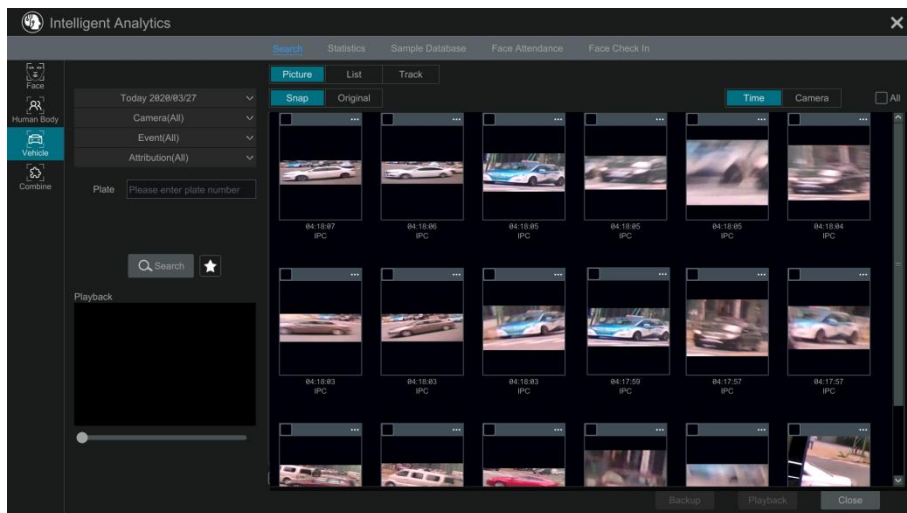 Intelligent Analytics
Search Statistics Sample Database Face Attendance Face Check In
Face
Human Body
Vehicle
Combine
Today 2020/03/27
Camera(All)
Event(All)
Attribution(All)
Plate Please enter plate number
Search
Playback
Picture List Track
Snap Original
Time Camera All
04:18:07 04:18:06 04:18:05 04:18:05 04:18:05 04:18:04
IPC IPC IPC IPC IPC IPC
04:18:03 04:18:03 04:18:03 04:17:59 04:17:57 04:17:57
IPC IPC IPC IPC IPC IPC
Backup Playback Close